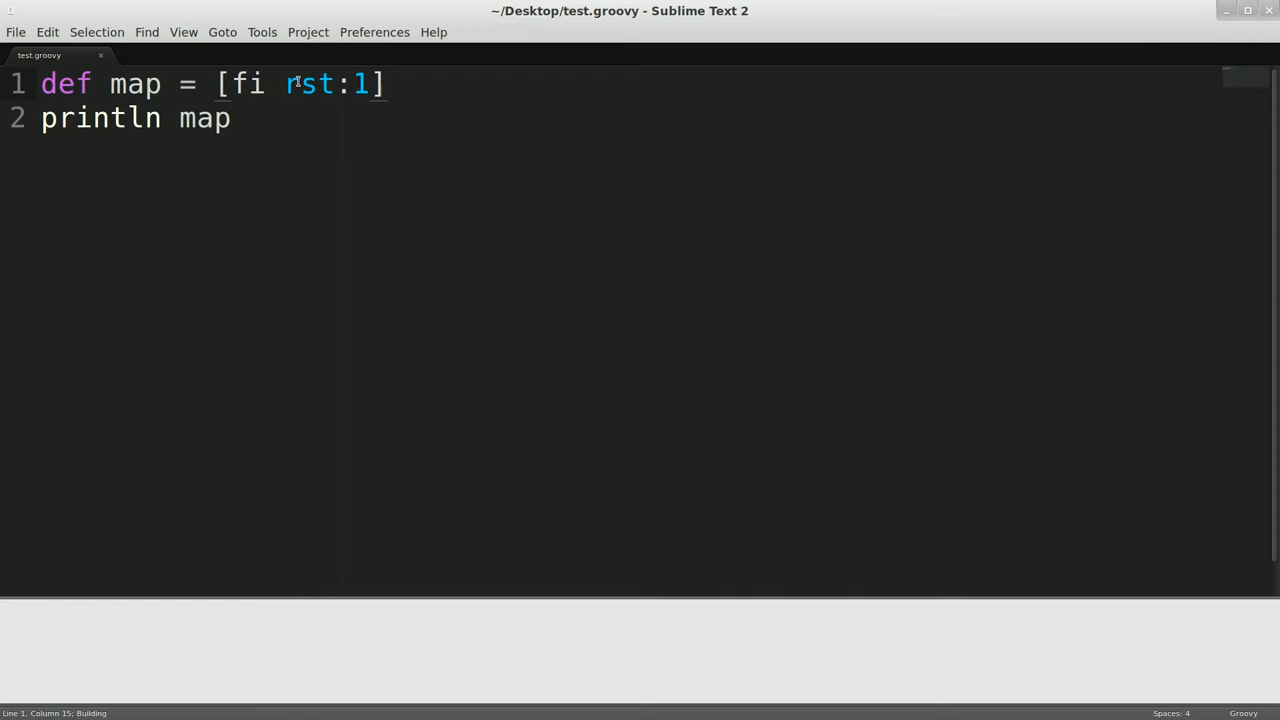 ~/Desktop/test.groovy - Sublime Text 2
File Edit Selection Find View Goto Tools Project Preferences Help
test.groovy ×
1 def map = [fi rst:1]
2 println map
Line 1, Column 15; Building Spaces: 4 Groovy